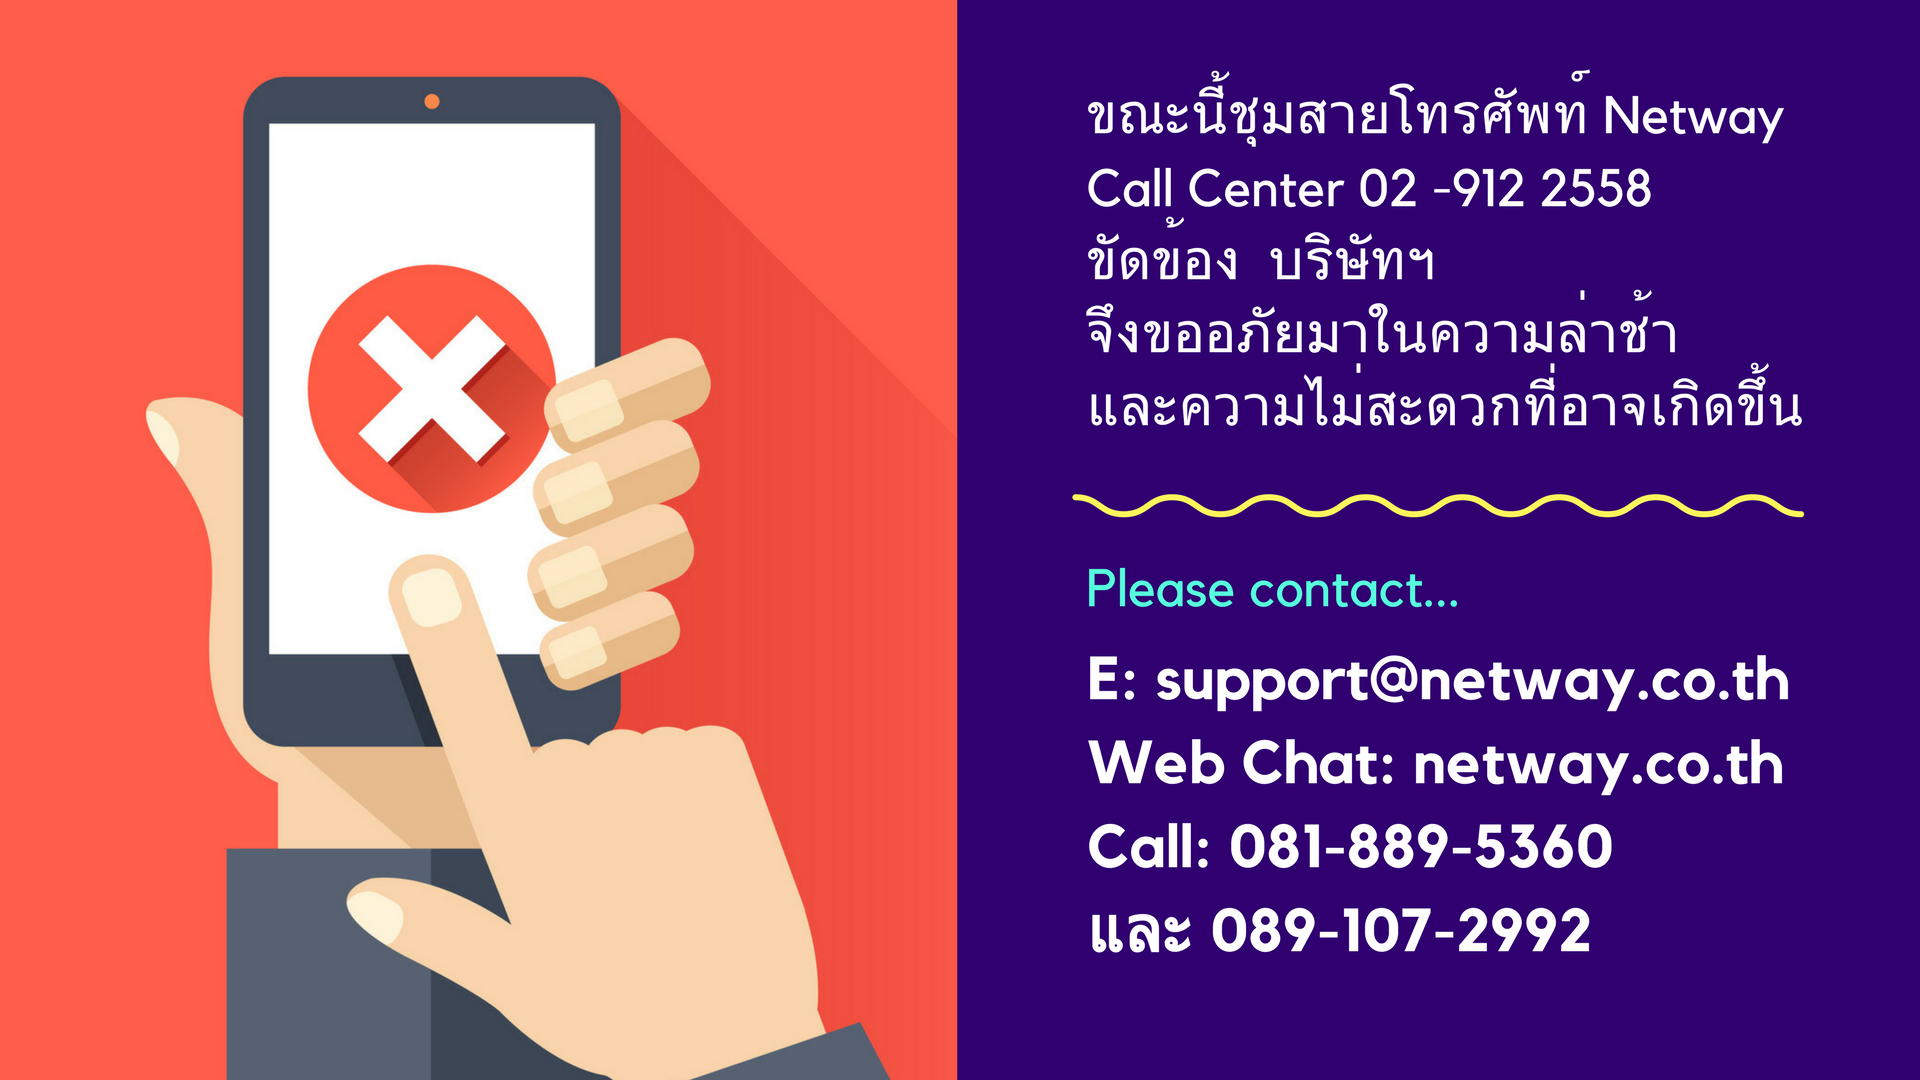 ขณะนี้ชุมสายโทรศัพท์ Netway
Call Center 02 -912 2558
ขัดข้อง  บริษัทฯ
จึงขออภัยมาในความล่าช้า
และความไม่สะดวกที่อาจเกิดขึ้น
Please contact...
E: support@netway.co.th
Web Chat: netway.co.th
Call: 081-889-5360
และ 089-107-2992